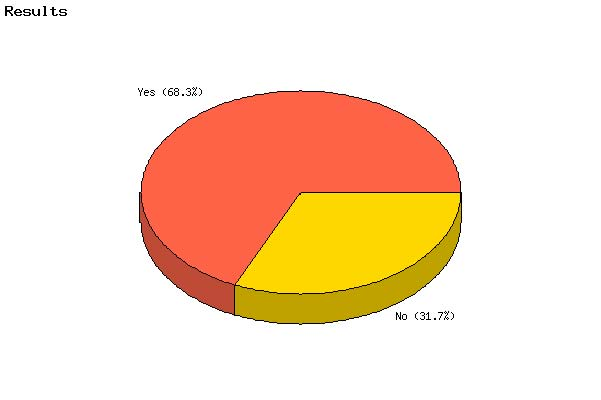 Results
Yes (68.3%)
No (31.7%)